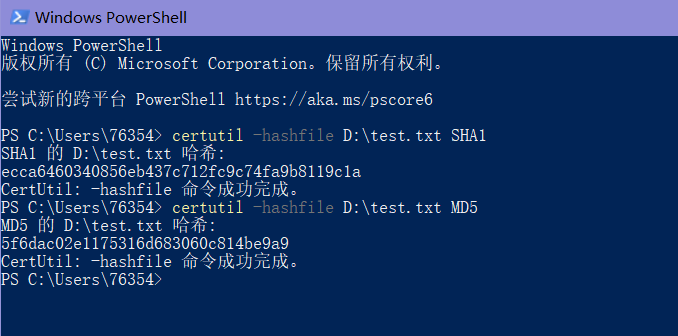 Windows PowerShell
Windows PowerShell
版权所有 (C) Microsoft Corporation。保留所有权利。
尝试新的跨平台 PowerShell https://aka.ms/pscore6
PS C:\Users\76354> certutil -hashfile D:\test.txt SHA1
SHA1 的 D:\test.txt 哈希:
ecca6460340856eb437c712fc9c74fa9b8119c1a
CertUtil: -hashfile 命令成功完成。
PS C:\Users\76354> certutil -hashfile D:\test.txt MD5
MD5 的 D:\test.txt 哈希:
5f6dac02e1175316d683060c814be9a9
CertUtil: -hashfile 命令成功完成。
PS C:\Users\76354>